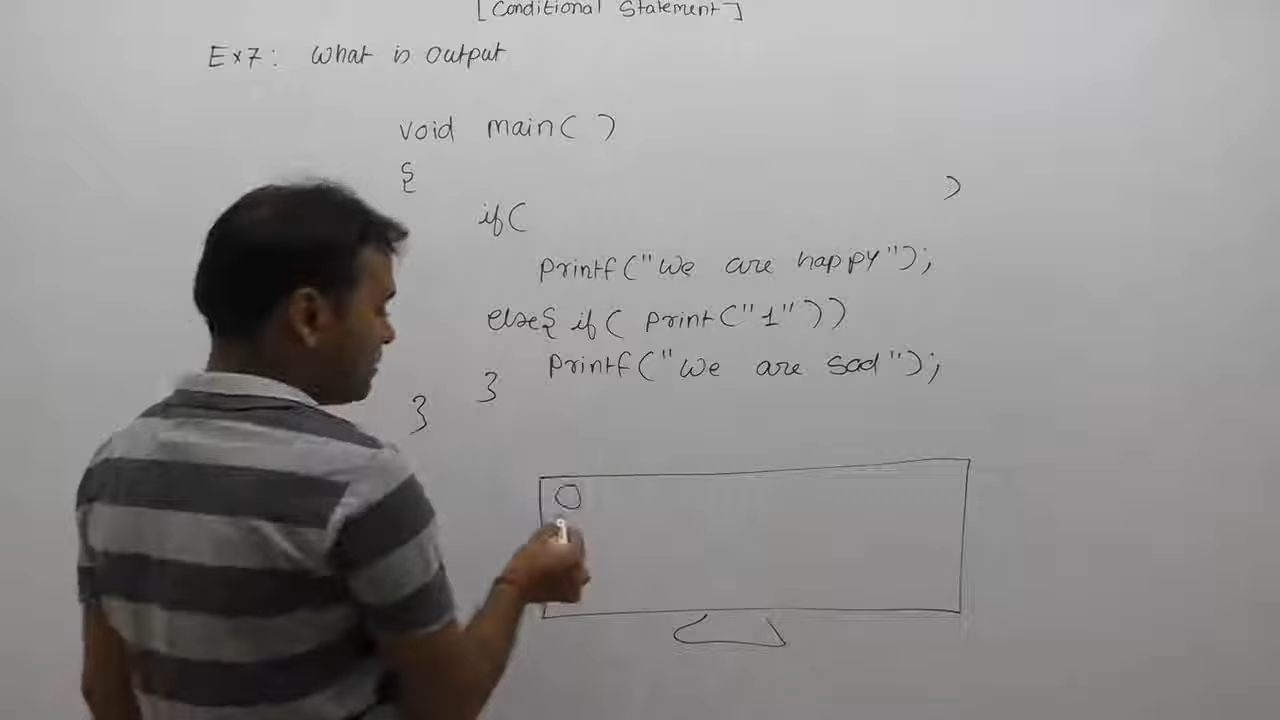 [Conditional Statement]
Ex7: What is output
void main( )
{
if( )
printf("We are happy");
else{ if( print("1"))
printf("We are sad");
}
}
0